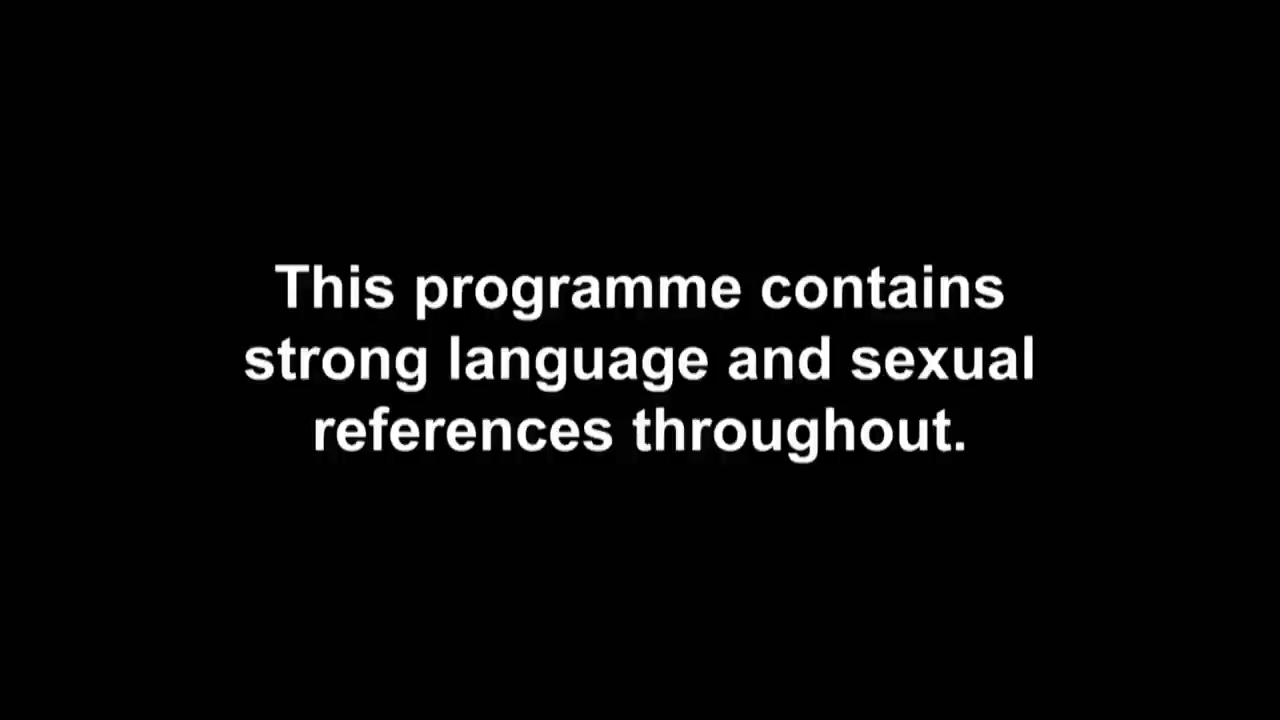 This programme contains
strong language and sexual
references throughout.